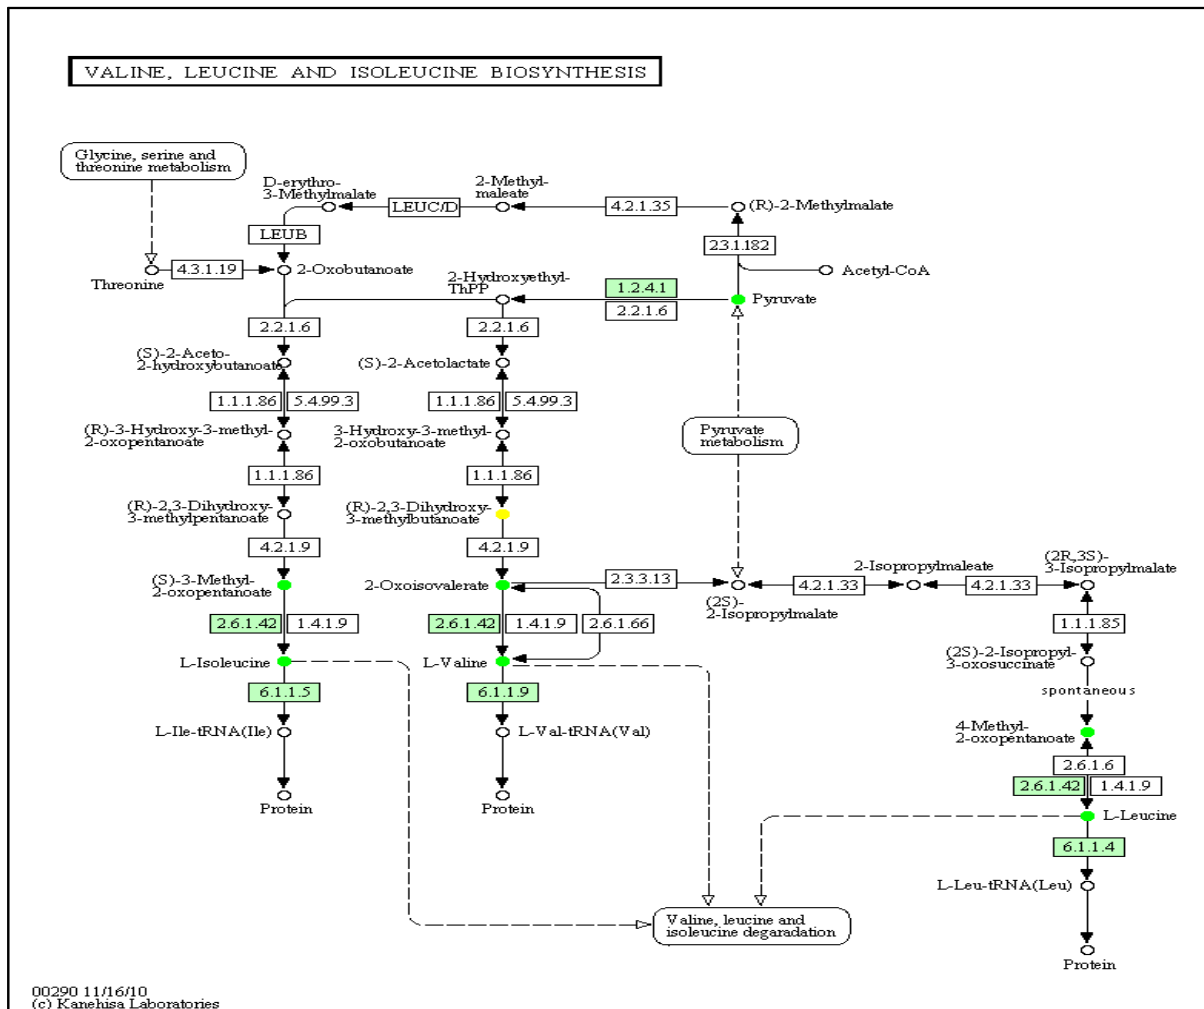 VALINE, LEUCINE AND ISOLEUCINE BIOSYNTHESIS
Glycine, serine and
threonine metabolism
D-erythro-
3-Methylmalate
LEUC/D
2-Methyl-
maleate
4.2.1.35
(R)-2-Methylmalate
LEUB
2.3.1.182
Threonine
4.3.1.19
2-Oxobutanoate
Acetyl-CoA
2-Hydroxyethyl-
ThPP
1.2.4.1
2.2.1.6
Pyruvate
2.2.1.6
2.2.1.6
(S)-2-Aceto-
2-hydroxybutanoate
(S)-2-Acetolactate
1.1.1.86
5.4.99.3
1.1.1.86
5.4.99.3
(R)-3-Hydroxy-3-methyl-
2-oxopentanoate
3-Hydroxy-3-methyl-
2-oxobutanoate
Pyruvate
metabolism
1.1.1.86
1.1.1.86
(R)-2,3-Dihydroxy-
3-methylpentanoate
(R)-2,3-Dihydroxy-
3-methylbutanoate
4.2.1.9
4.2.1.9
(S)-3-Methyl-
2-oxopentanoate
2-Oxoisovalerate
2.3.3.13
(2S)-
2-Isopropylmalate
4.2.1.33
2-Isopropylmaleate
4.2.1.33
(2R,3S)-
3-Isopropylmalate
2.6.1.42
1.4.1.9
2.6.1.42
1.4.1.9
2.6.1.66
1.1.1.85
L-Isoleucine
L-Valine
(2S)-2-Isopropyl-
3-oxosuccinate
6.1.1.5
6.1.1.9
spontaneous
L-Ile-tRNA(Ile)
L-Val-tRNA(Val)
4-Methyl-
2-oxopentanoate
2.6.1.6
2.6.1.42
1.4.1.9
Protein
Protein
L-Leucine
6.1.1.4
L-Leu-tRNA(Leu)
Valine, leucine and
isoleucine degaradation
Protein
00290 11/16/10
(c) Kanehisa Laboratories